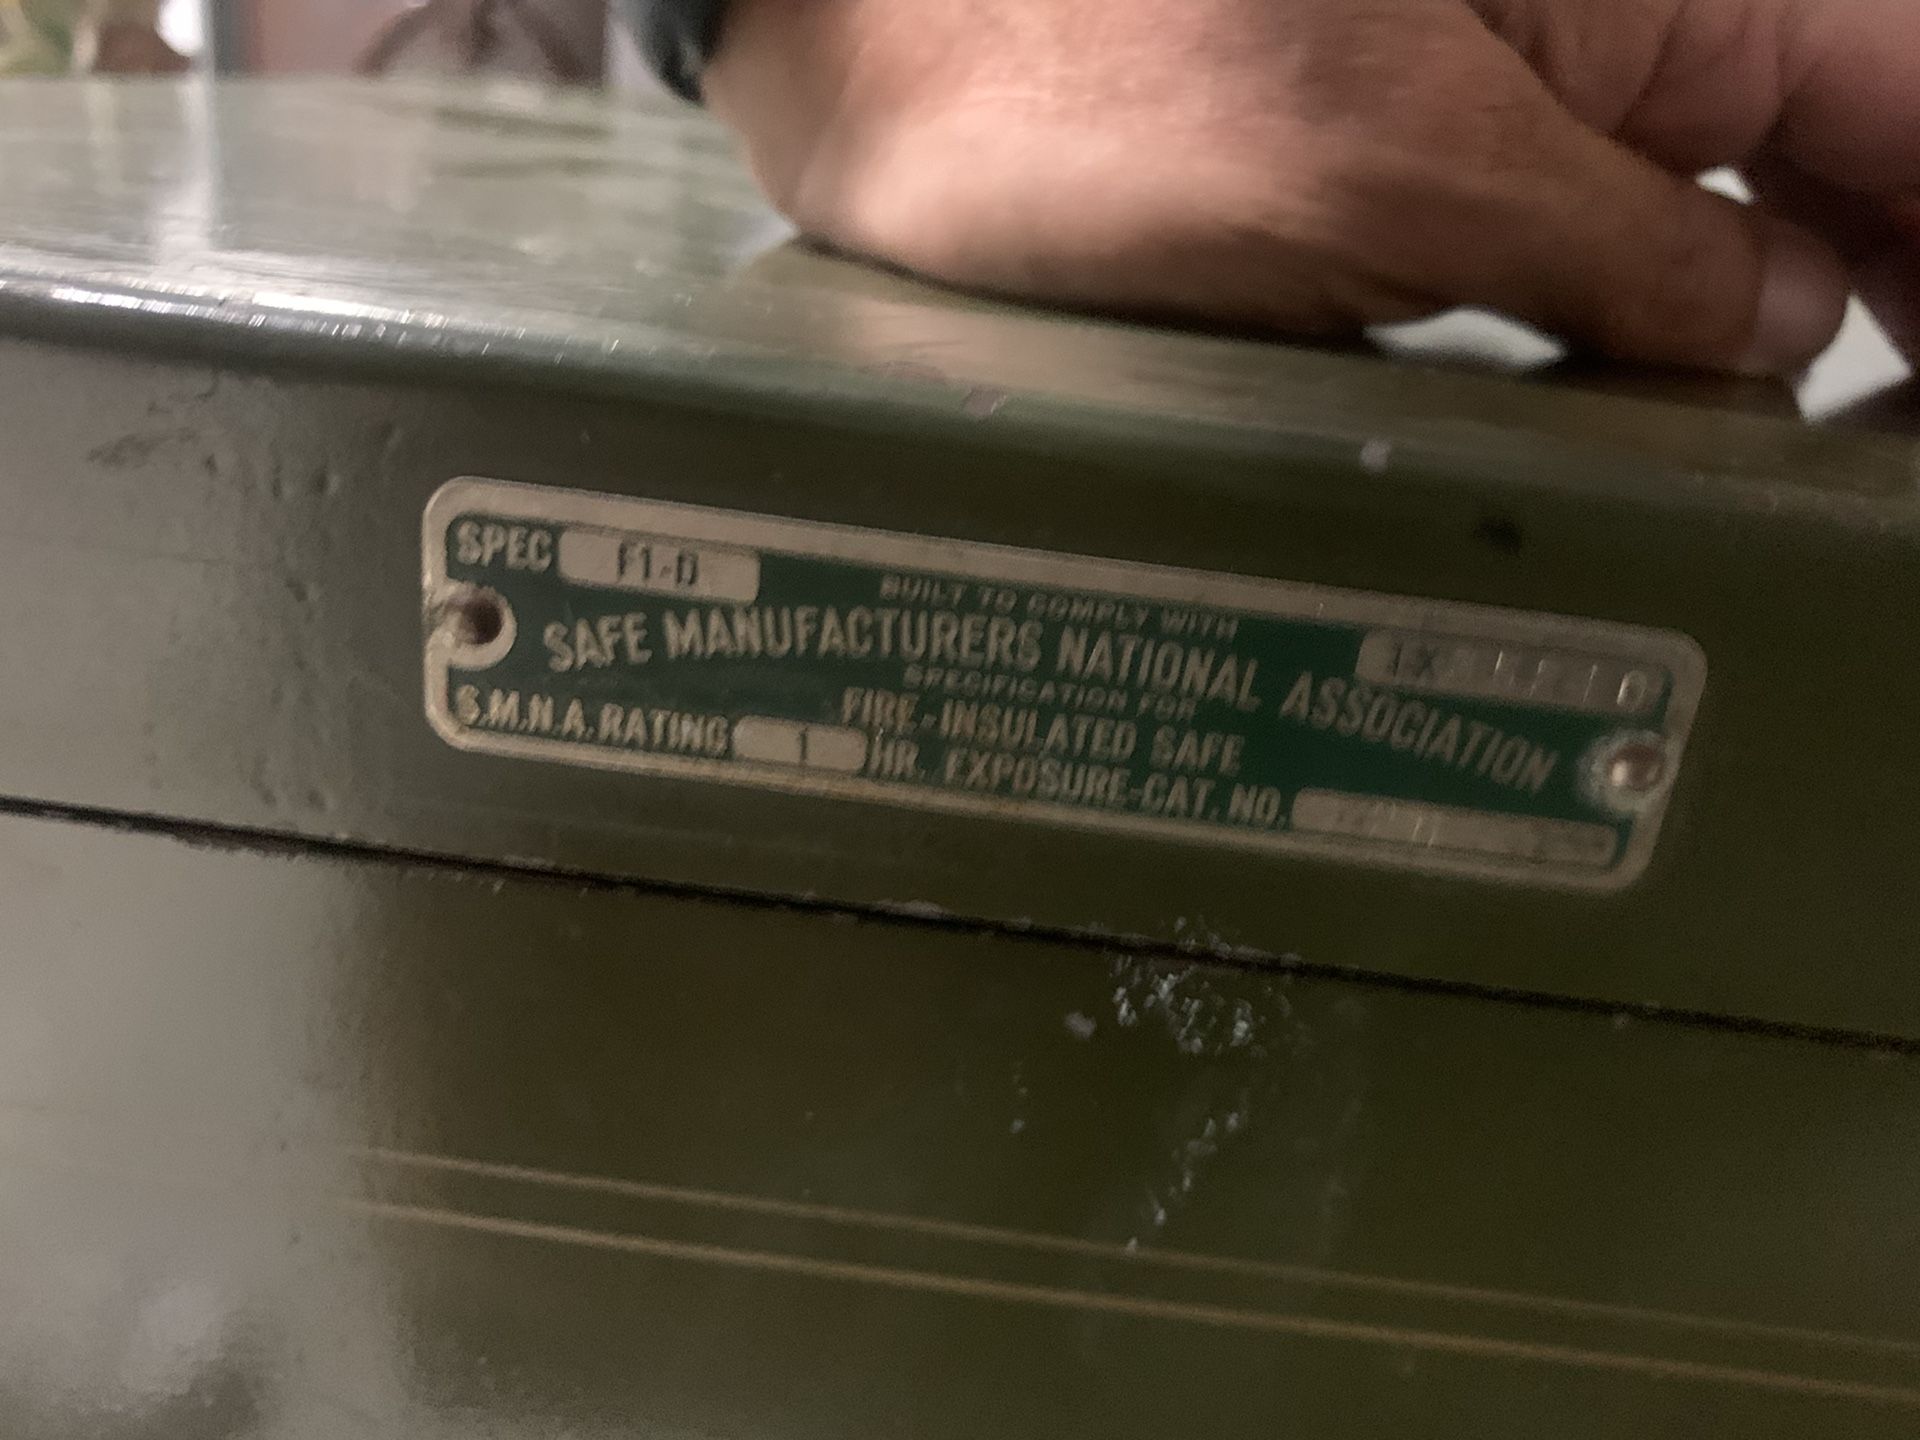 SPEC F1-D
BUILT TO COMPLY WITH
SAFE MANUFACTURERS NATIONAL ASSOCIATION
SPECIFICATION FOR
FIRE-INSULATED SAFE
S.M.N.A. RATING 1 HR. EXPOSURE-CAT. NO.